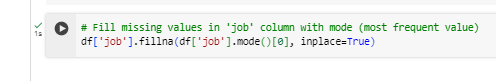 1s
# Fill missing values in 'job' column with mode (most frequent value)
df['job'].fillna(df['job'].mode()[0], inplace=True)